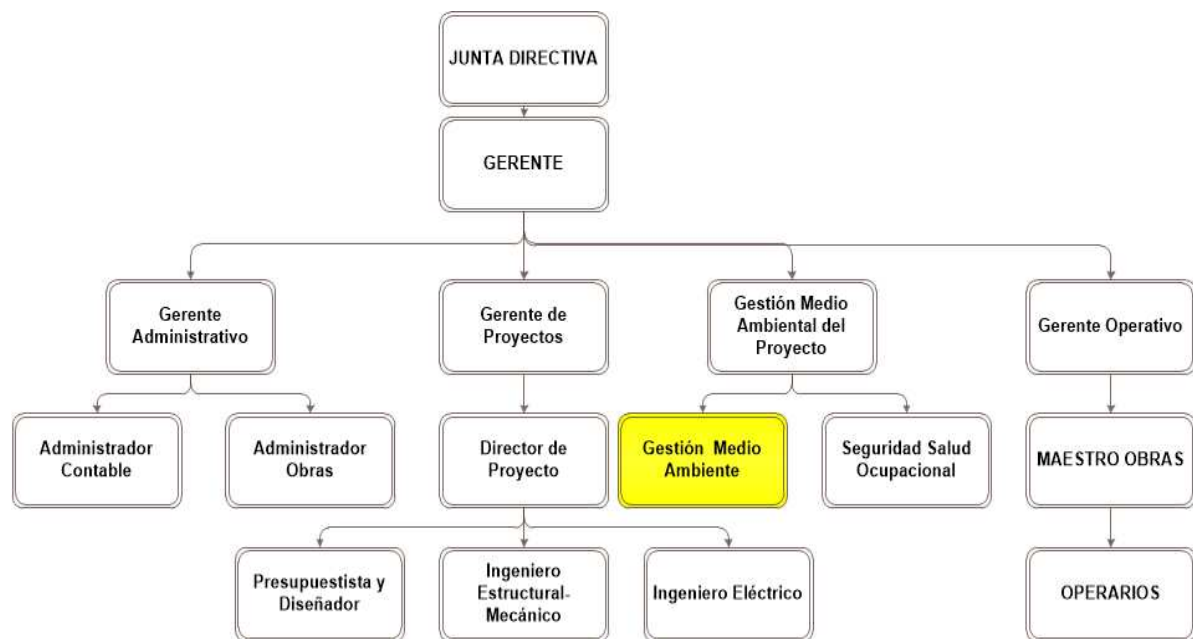 JUNTA DIRECTIVA
GERENTE
Gerente
Administrativo
Gerente de
Proyectos
Gestión Medio
Ambiental del
Proyecto
Gerente Operativo
Administrador
Contable
Administrador
Obras
Director de
Proyecto
Gestión Medio
Ambiente
Seguridad Salud
Ocupacional
MAESTRO OBRAS
Presupuestista y
Diseñador
Ingeniero
Estructural-
Mecánico
Ingeniero Eléctrico
OPERARIOS